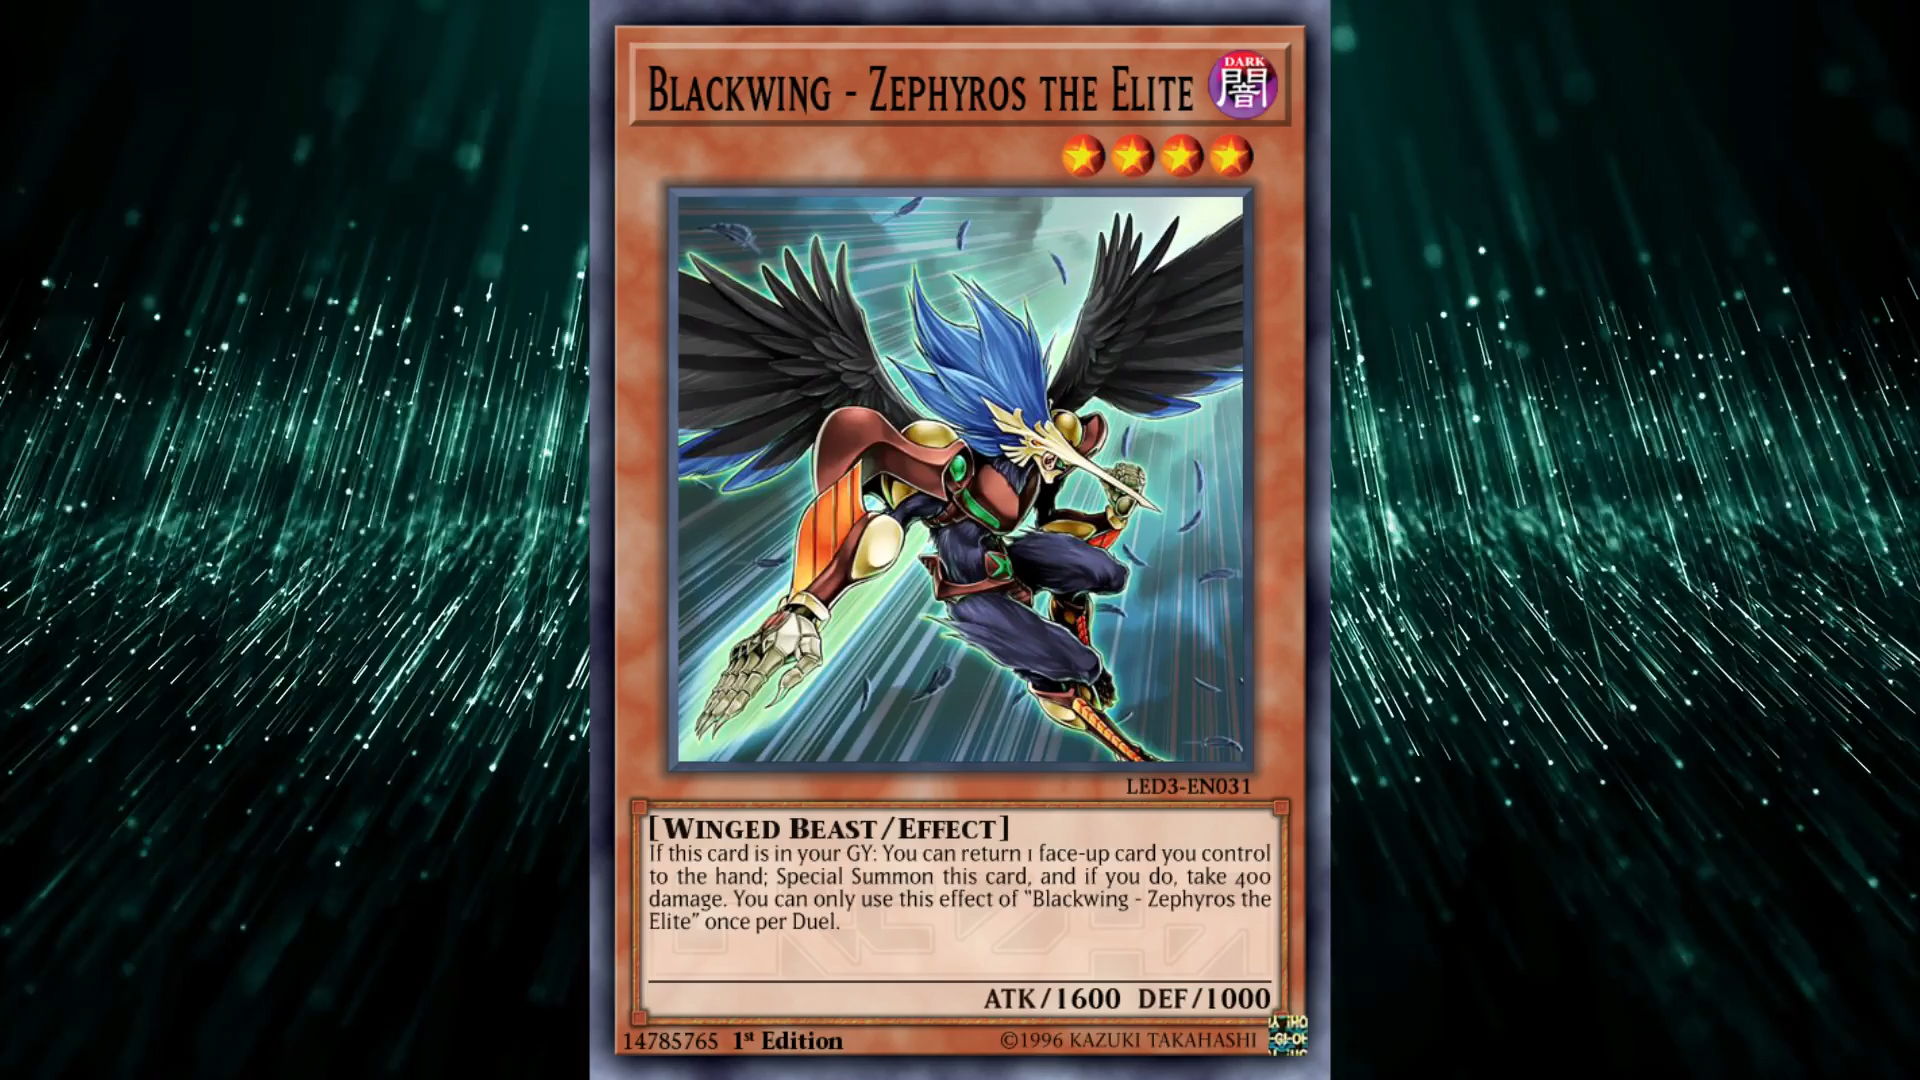 BLACKWING - ZEPHYROS THE ELITE
DARK
闇
LED3-EN031
[WINGED BEAST/EFFECT]
If this card is in your GY: You can return 1 face-up card you control
to the hand; Special Summon this card, and if you do, take 400
damage. You can only use this effect of "Blackwing - Zephyros the
Elite" once per Duel.
ATK/1600 DEF/1000
14785765 1st Edition ©1996 KAZUKI TAKAHASHI